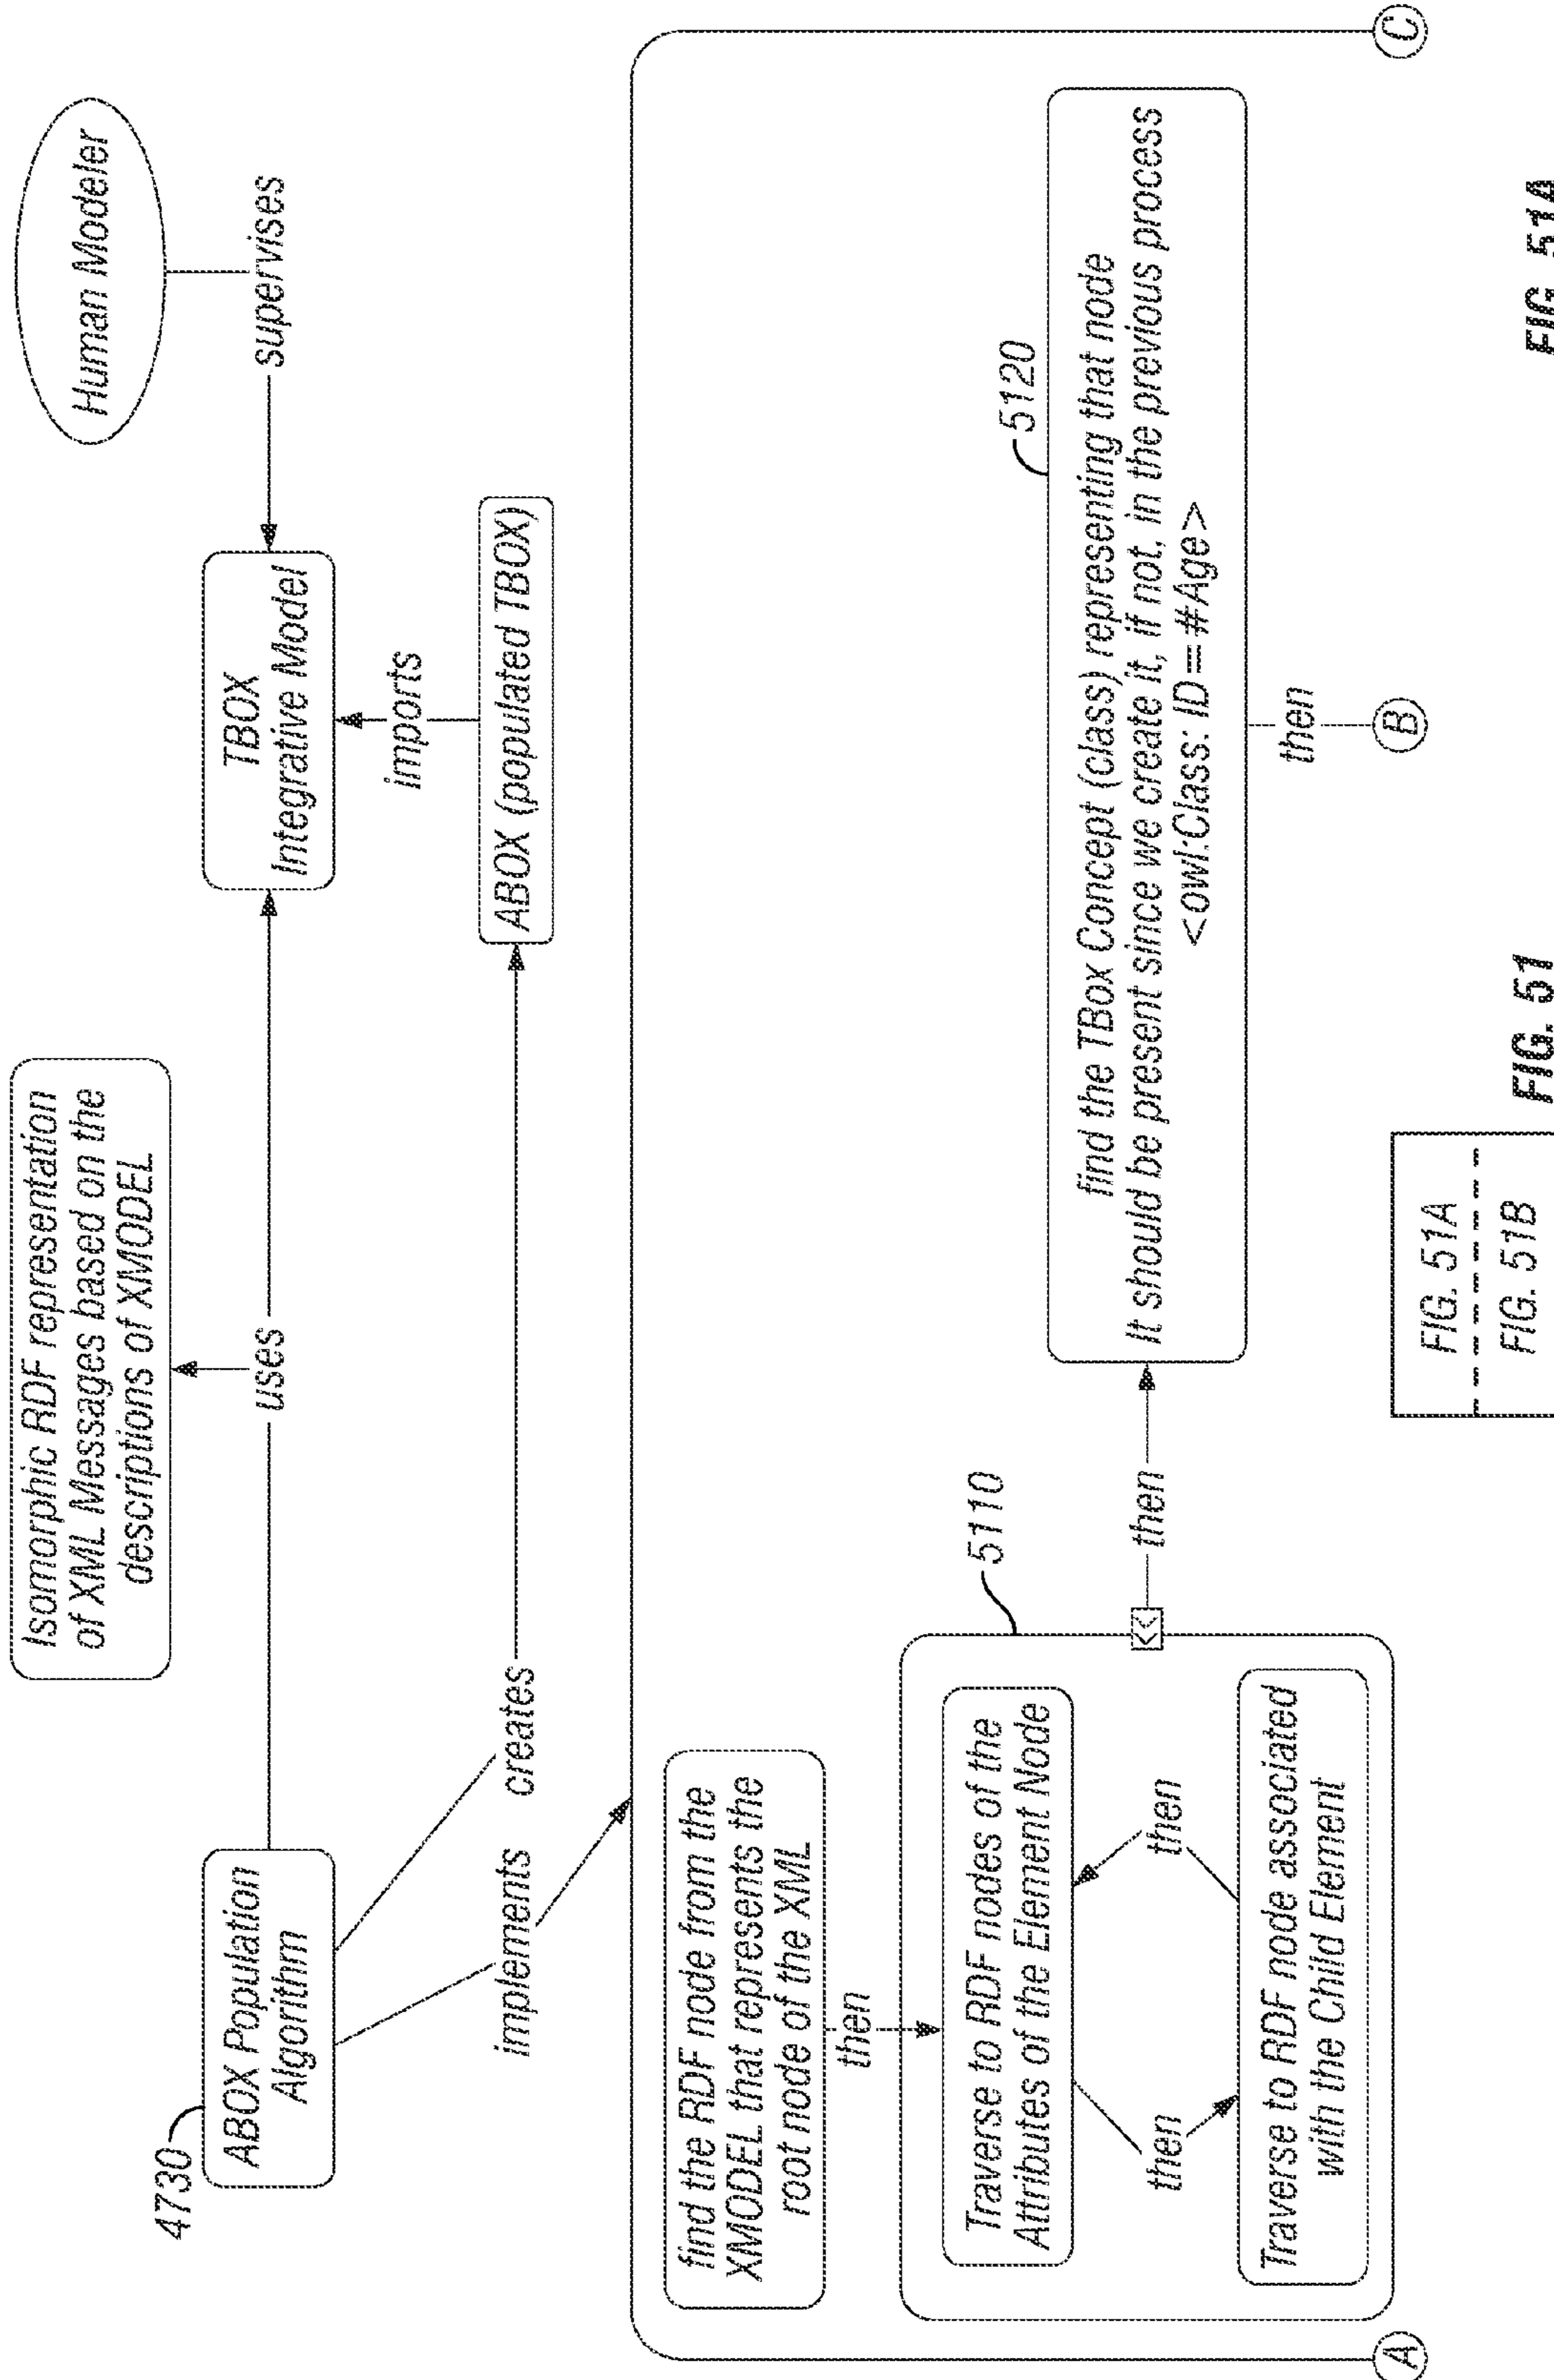 4730
ABOX Population
Algorithm
uses
Isomorphic RDF representation
of XML Messages based on the
descriptions of XMODEL
TBOX
Integrative Model
supervises
Human Modeler
imports
ABOX (populated TBOX)
creates
implements
find the RDF node from the
XMODEL that represents the
root node of the XML
then
5110
Traverse to RDF nodes of the
Attributes of the Element Node
then
then
Traverse to RDF node associated
with the Child Element
<<
then
5120
find the TBox Concept (class) representing that node
It should be present since we create it, if not, in the previous process
<owl:Class: ID==#Age>
then
A
B
C
FIG. 51A
FIG. 51B
FIG. 51
FIG. 51A